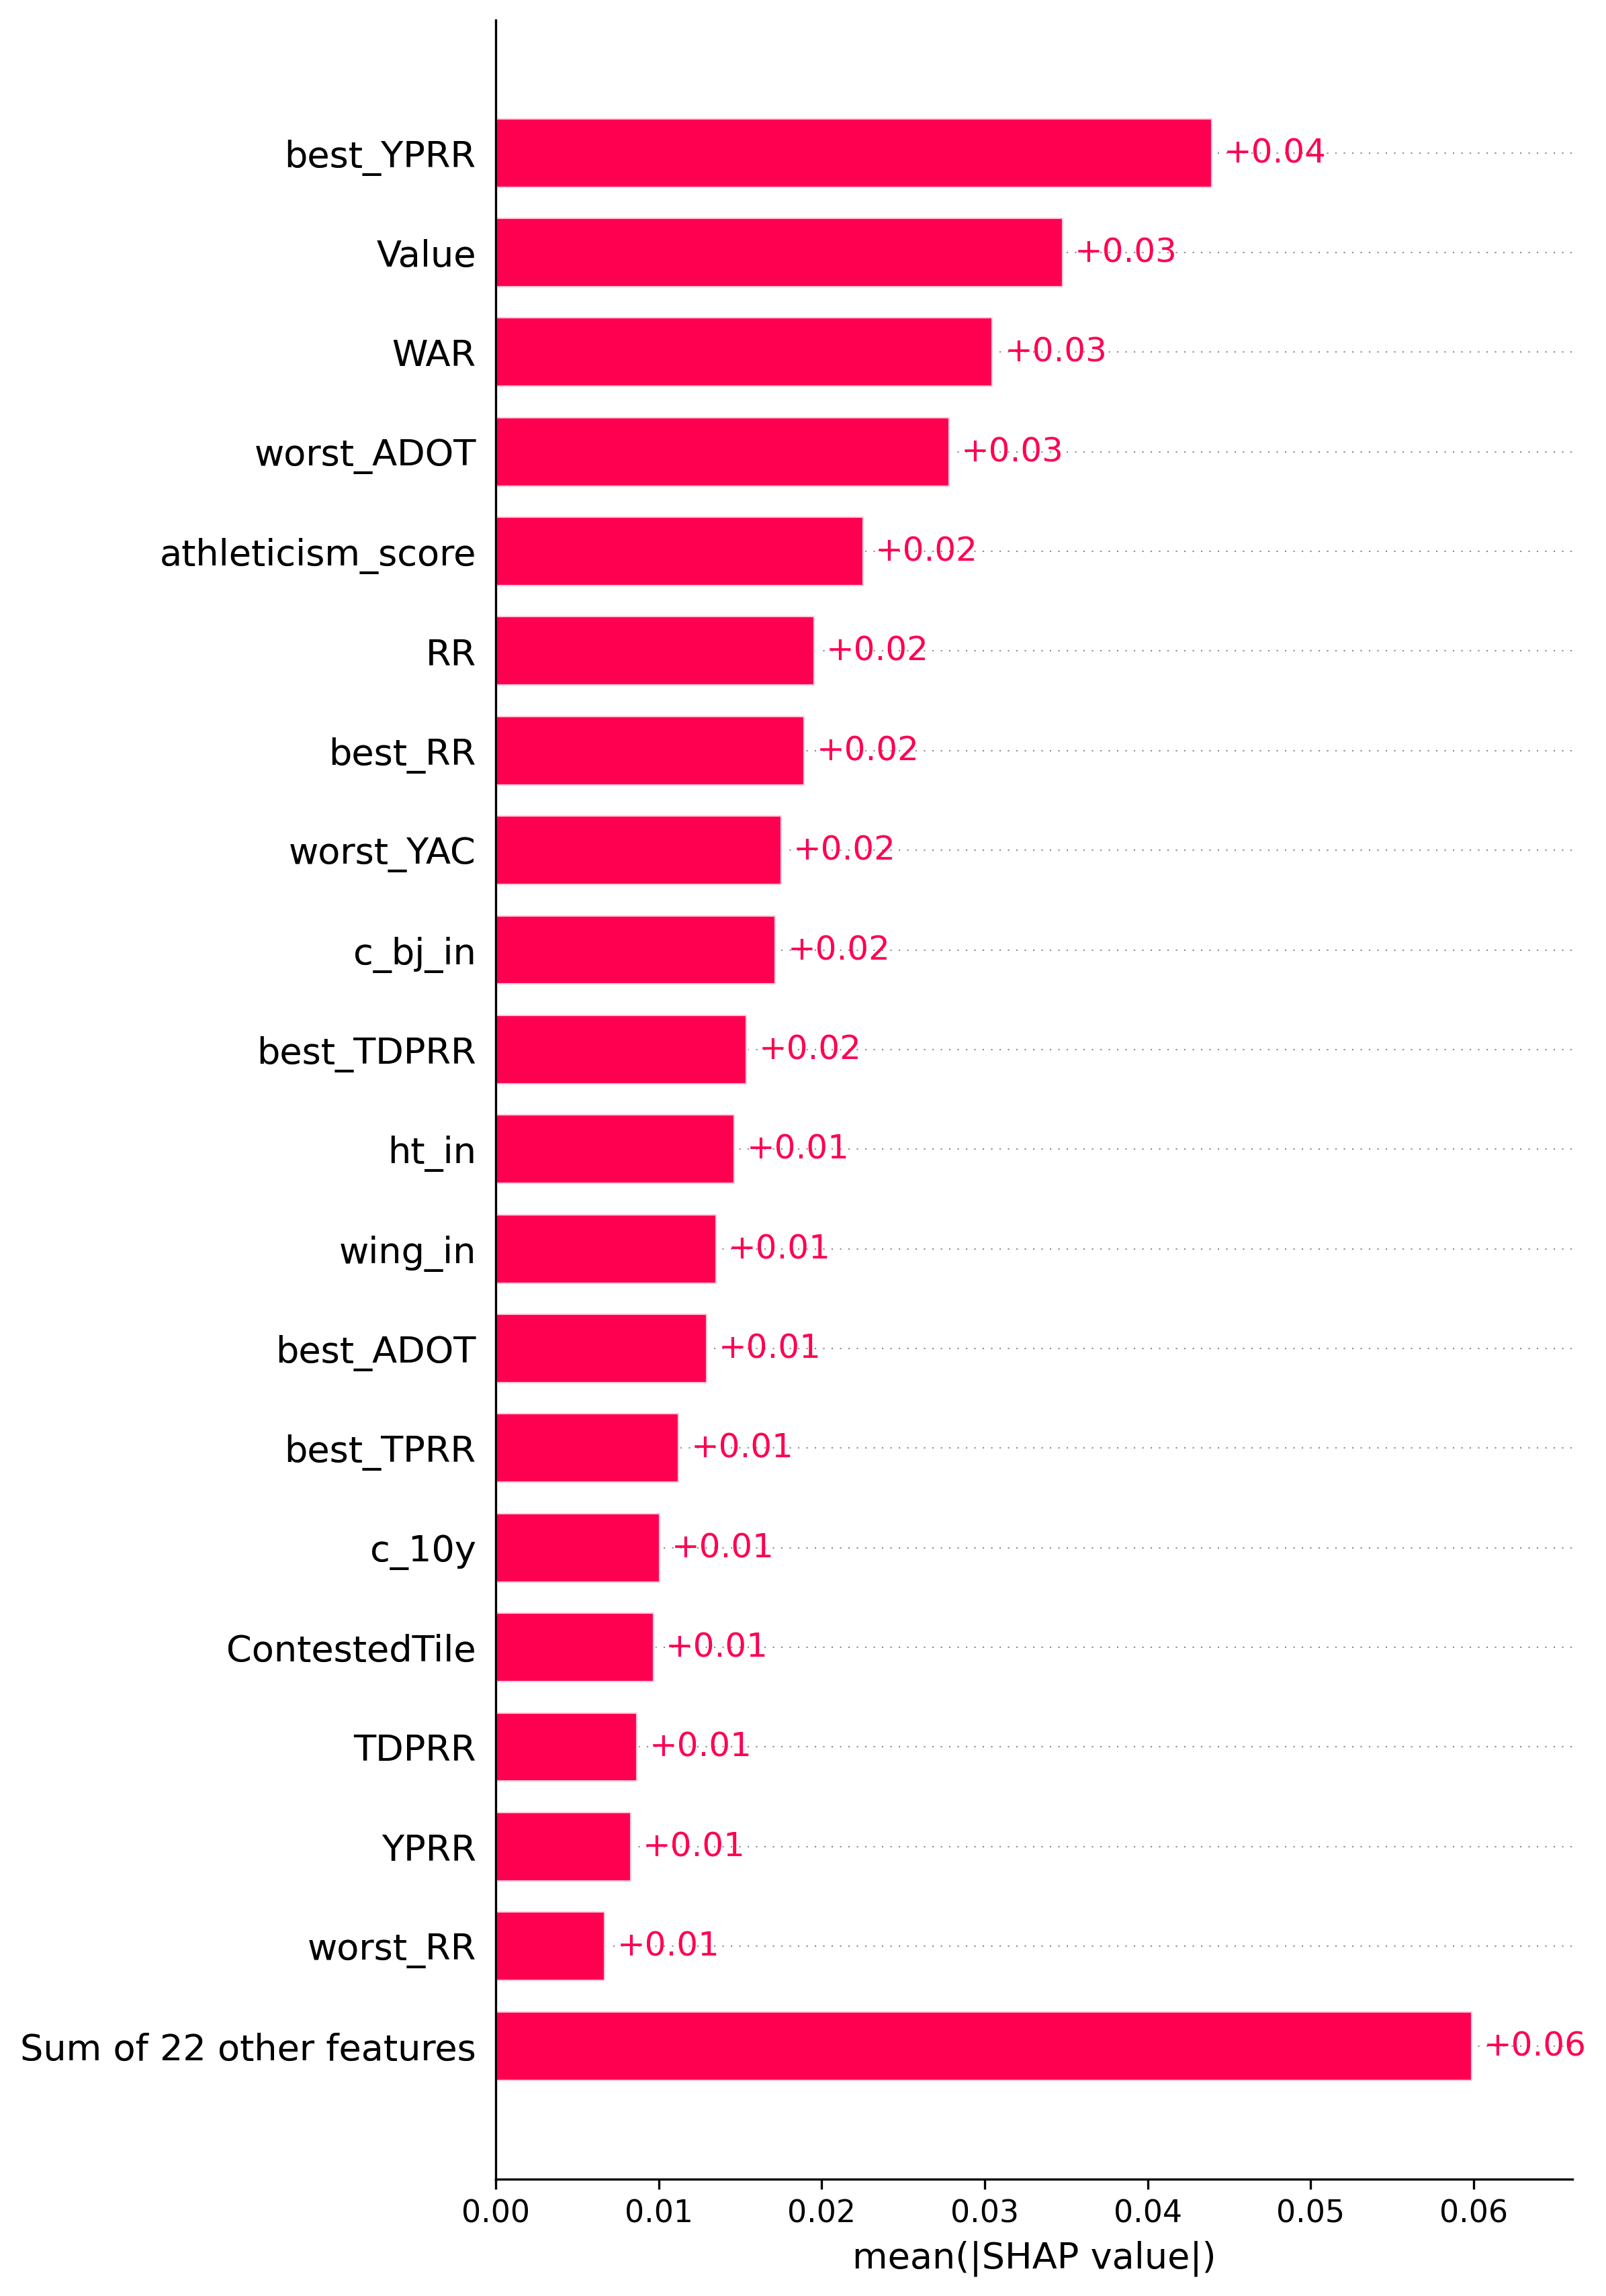 best_YPRR +0.04
Value +0.03
WAR +0.03
worst_ADOT +0.03
athleticism_score +0.02
RR +0.02
best_RR +0.02
worst_YAC +0.02
c_bj_in +0.02
best_TDPRR +0.02
ht_in +0.01
wing_in +0.01
best_ADOT +0.01
best_TPRR +0.01
c_10y +0.01
ContestedTile +0.01
TDPRR +0.01
YPRR +0.01
worst_RR +0.01
Sum of 22 other features +0.06
0.00 0.01 0.02 0.03 0.04 0.05 0.06
mean(|SHAP value|)